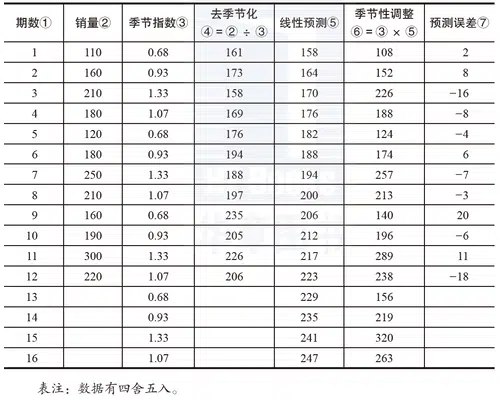 期数① 销量② 季节指数③ 去季节化 ④=②÷③ 线性预测⑤ 季节性调整 ⑥=③×⑤ 预测误差⑦
1 110 0.68 161 158 108 2
2 160 0.93 173 164 152 8
3 210 1.33 158 170 226 -16
4 180 1.07 169 176 188 -8
5 120 0.68 176 182 124 -4
6 180 0.93 194 188 174 6
7 250 1.33 188 194 257 -7
8 210 1.07 197 200 213 -3
9 160 0.68 235 206 140 20
10 190 0.93 205 212 196 -6
11 300 1.33 226 217 289 11
12 220 1.07 206 223 238 -18
13 0.68 229 156
14 0.93 235 219
15 1.33 241 320
16 1.07 247 263
表注：数据有四舍五入。